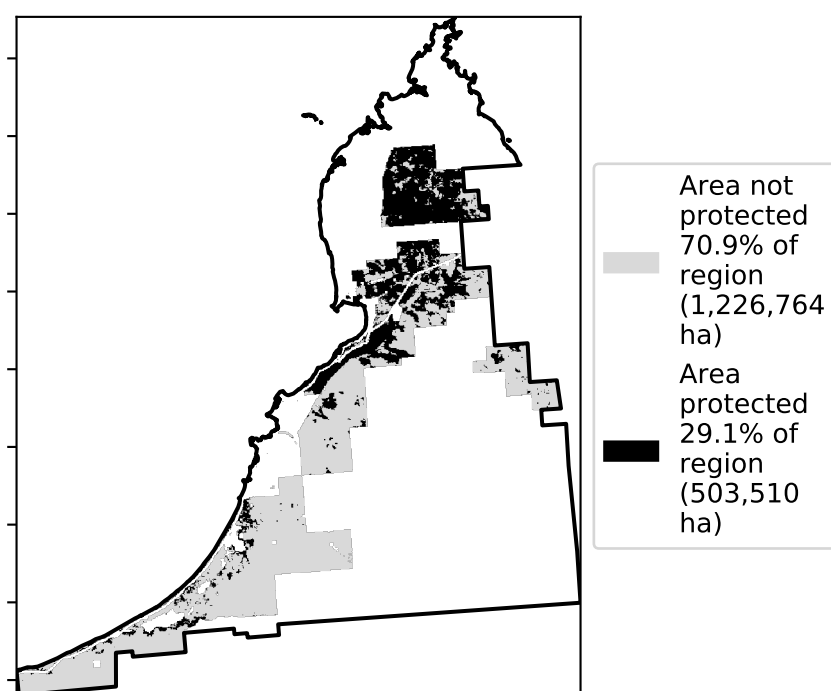 Area not
protected
70.9% of
region
(1,226,764
ha)
Area
protected
29.1% of
region
(503,510
ha)